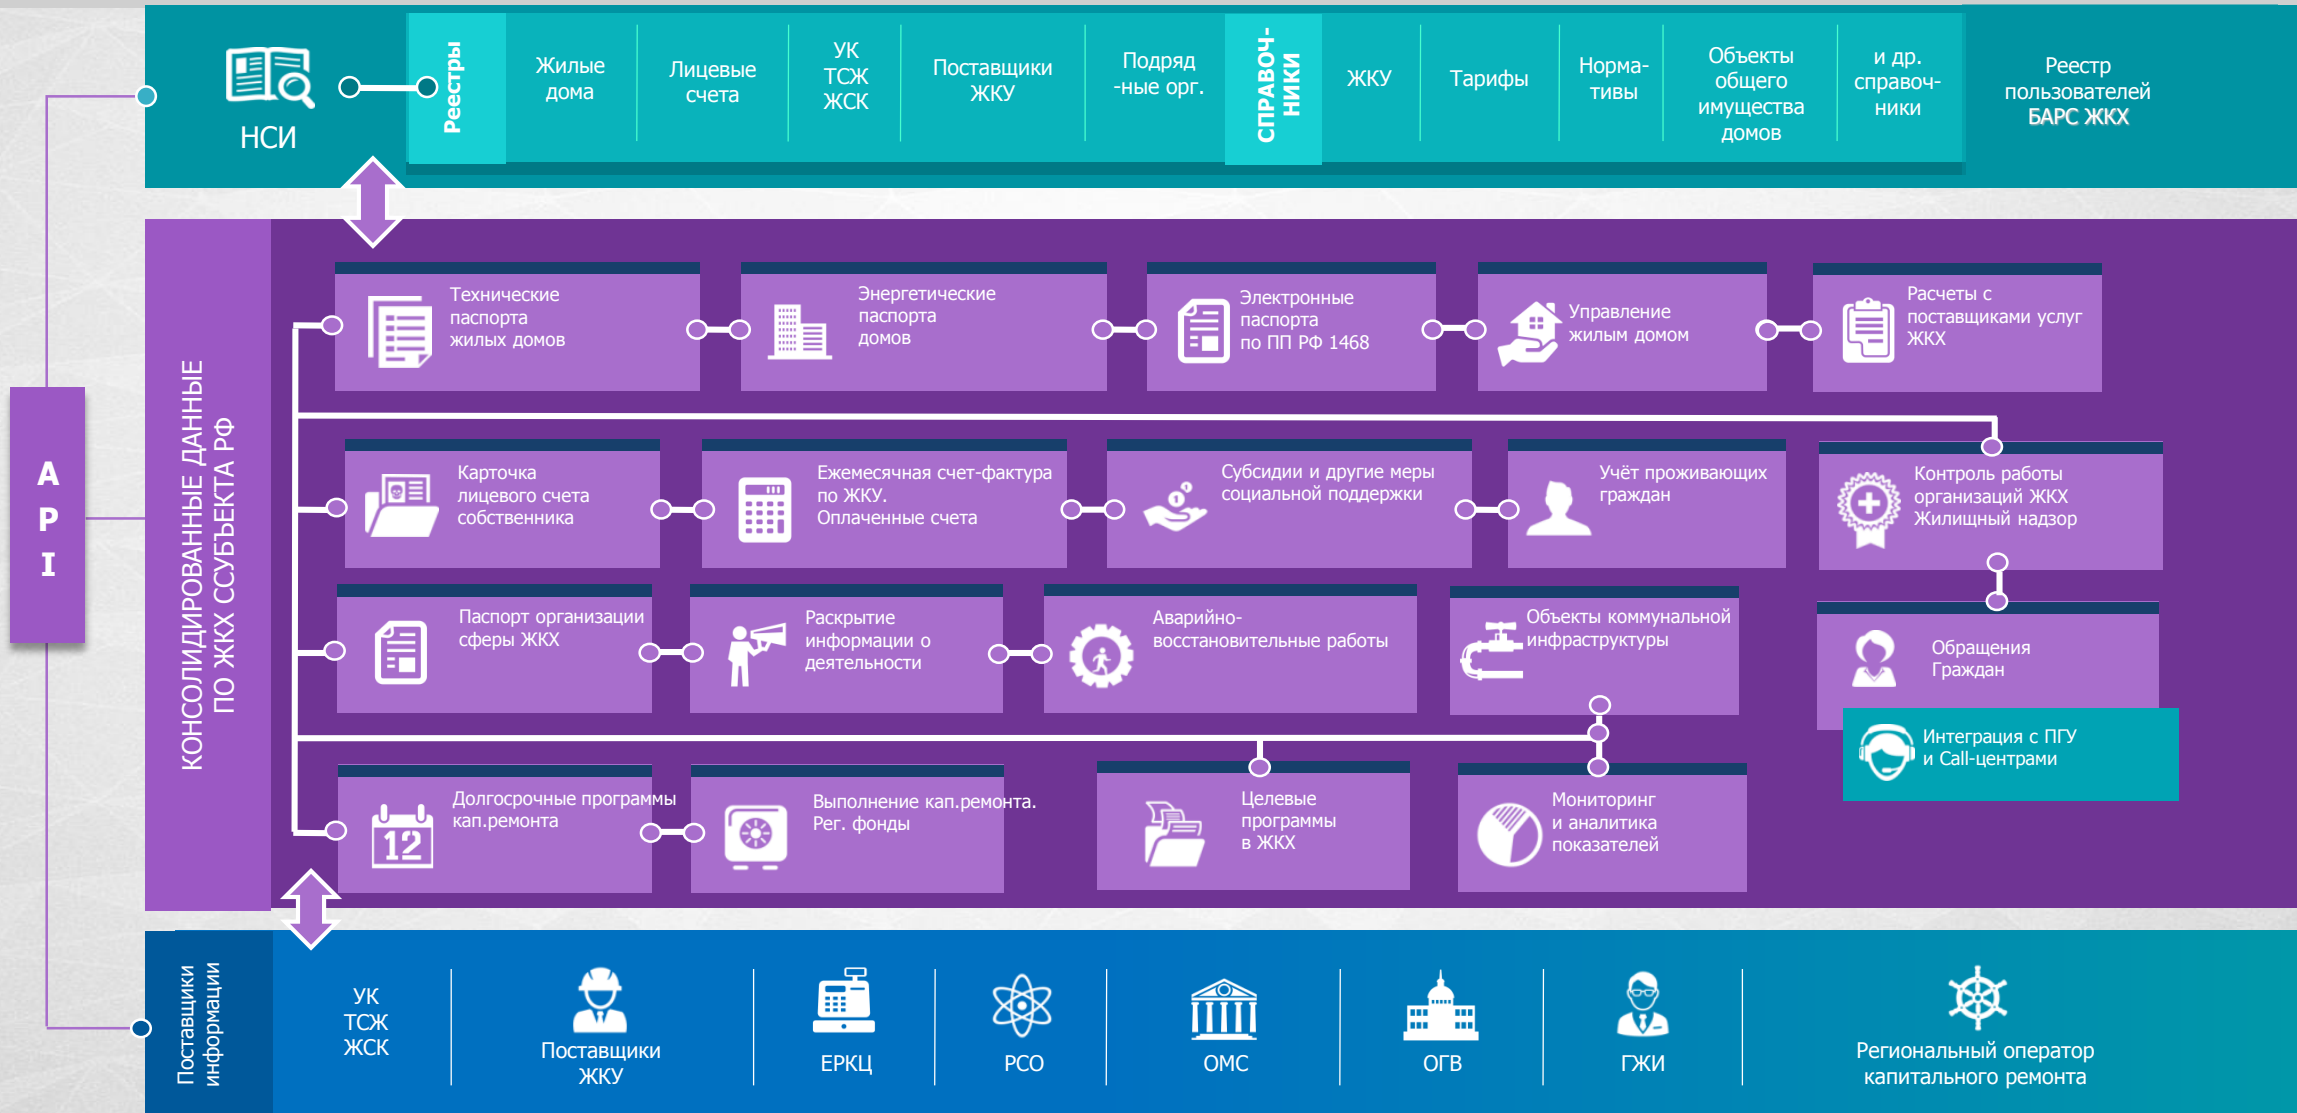 НСИ
Реестры
Жилые
дома
Лицевые
счета
УК
ТСЖ
ЖСК
Поставщики
ЖКУ
Подряд
-ные орг.
СПРАВОЧ-
НИКИ
ЖКУ
Тарифы
Норма-
тивы
Объекты
общего
имущества
домов
и др.
справоч-
ники
Реестр
пользователей
БАРС ЖКХ
A
P
I
КОНСОЛИДИРОВАННЫЕ ДАННЫЕ
ПО ЖКХ ССУБЪЕКТА РФ
Технические
паспорта
жилых домов
Энергетические
паспорта
домов
Электронные
паспорта
по ПП РФ 1468
Управление
жилым домом
Расчеты с
поставщиками услуг
ЖКХ
Карточка
лицевого счета
собственника
Ежемесячная счет-фактура
по ЖКУ.
Оплаченные счета
Субсидии и другие меры
социальной поддержки
Учёт проживающих
граждан
Контроль работы
организаций ЖКХ
Жилищный надзор
Паспорт организации
сферы ЖКХ
Раскрытие
информации о
деятельности
Аварийно-
восстановительные работы
Объекты коммунальной
инфраструктуры
Обращения
Граждан
Интеграция с ПГУ
и Call-центрами
12
Долгосрочные программы
кап.ремонта
Выполнение кап.ремонта.
Рег. фонды
Целевые
программы
в ЖКХ
Мониторинг
и аналитика
показателей
Поставщики
информации
УК
ТСЖ
ЖСК
Поставщики
ЖКУ
ЕРКЦ
РСО
ОМС
ОГВ
ГЖИ
Региональный оператор
капитального ремонта